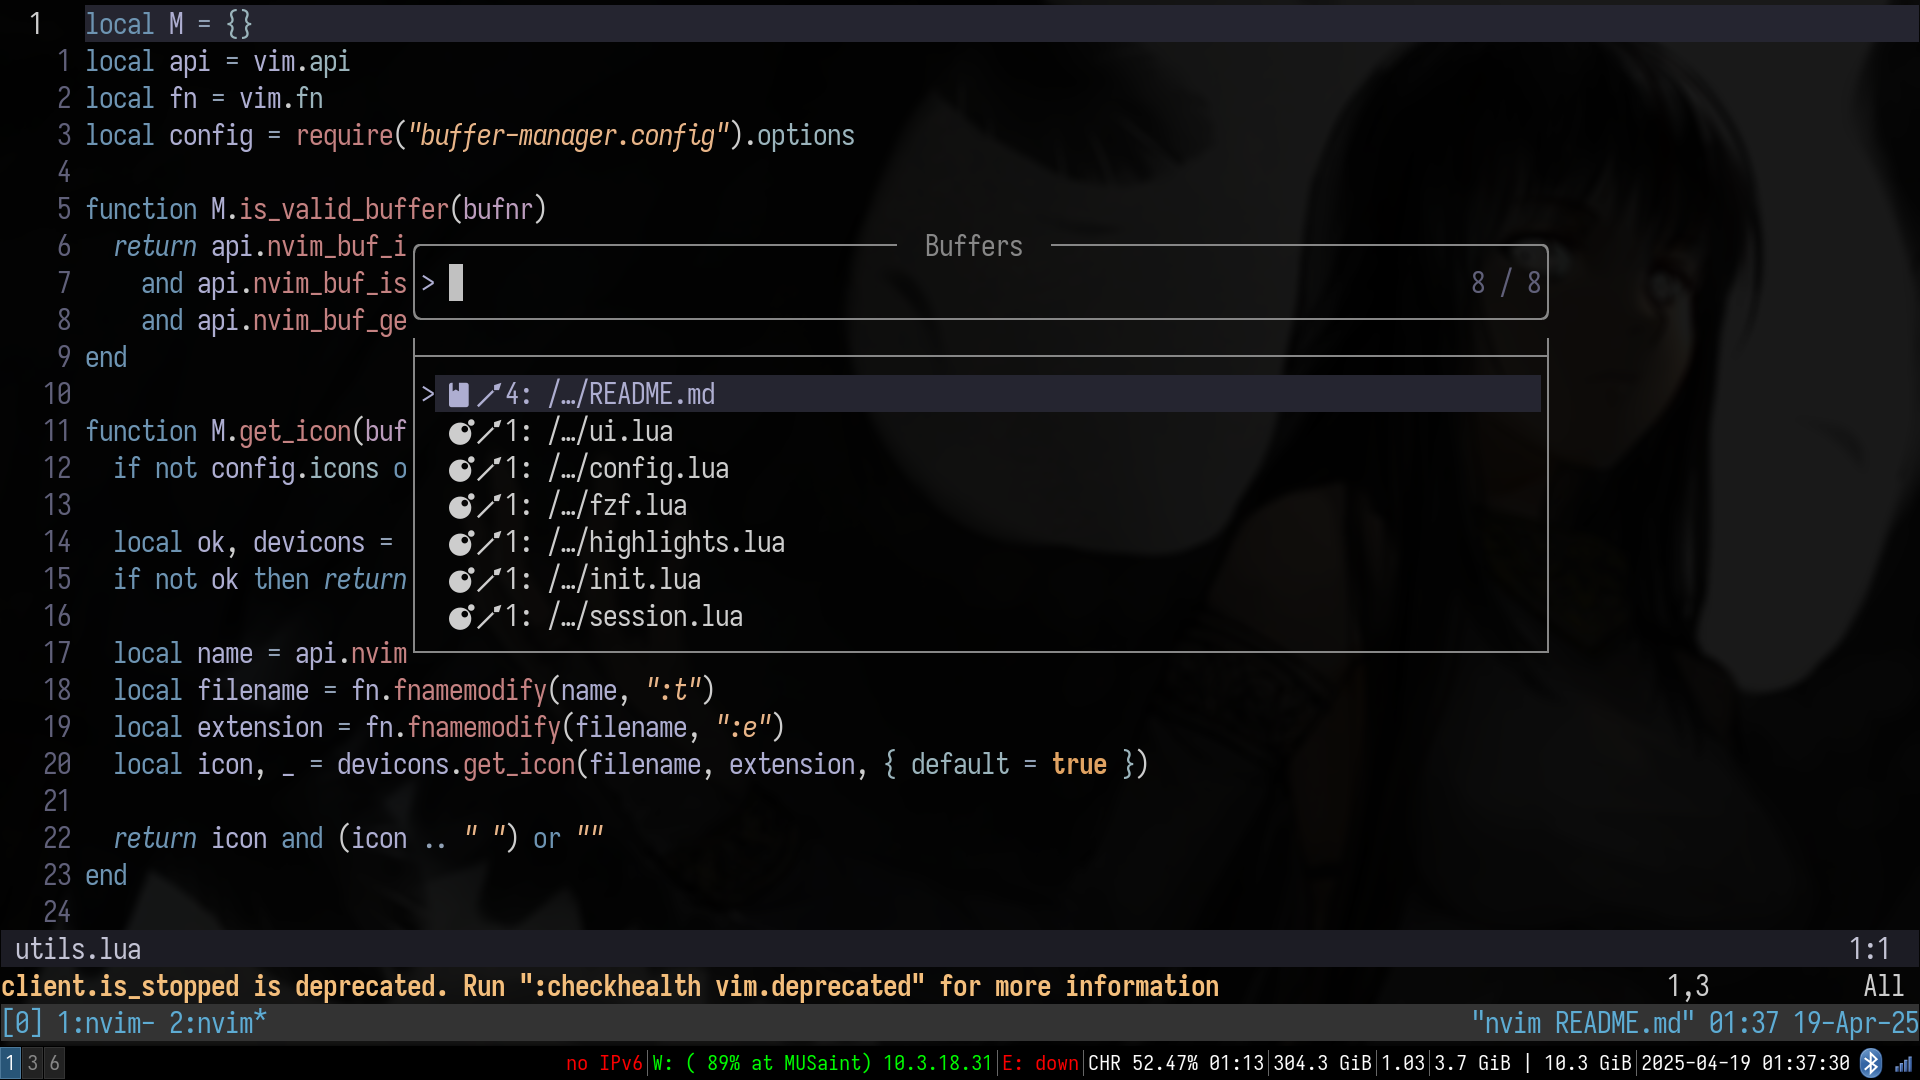 1 local M = {}
1 local api = vim.api
2 local fn = vim.fn
3 local config = require("buffer-manager.config").options
4
5 function M.is_valid_buffer(bufnr)
6 return api.nvim_buf_i
Buffers
7 and api.nvim_buf_is
> 8 / 8
8 and api.nvim_buf_ge
9 end
10
> 4: /…/README.md
11 function M.get_icon(buf
1: /…/ui.lua
12 if not config.icons o
1: /…/config.lua
13
1: /…/fzf.lua
14 local ok, devicons =
1: /…/highlights.lua
15 if not ok then return
1: /…/init.lua
16
1: /…/session.lua
17 local name = api.nvim
18 local filename = fn.fnamemodify(name, ":t")
19 local extension = fn.fnamemodify(filename, ":e")
20 local icon, _ = devicons.get_icon(filename, extension, { default = true })
21
22 return icon and (icon .. " ") or ""
23 end
24
utils.lua 1:1
client.is_stopped is deprecated. Run ":checkhealth vim.deprecated" for more information 1,3 All
[0] 1:nvim- 2:nvim* "nvim README.md" 01:37 19-Apr-25
1 3 6 no IPv6|W: ( 89% at MUSaint) 10.3.18.31|E: down|CHR 52.47% 01:13|304.3 GiB|1.03|3.7 GiB | 10.3 GiB|2025-04-19 01:37:30